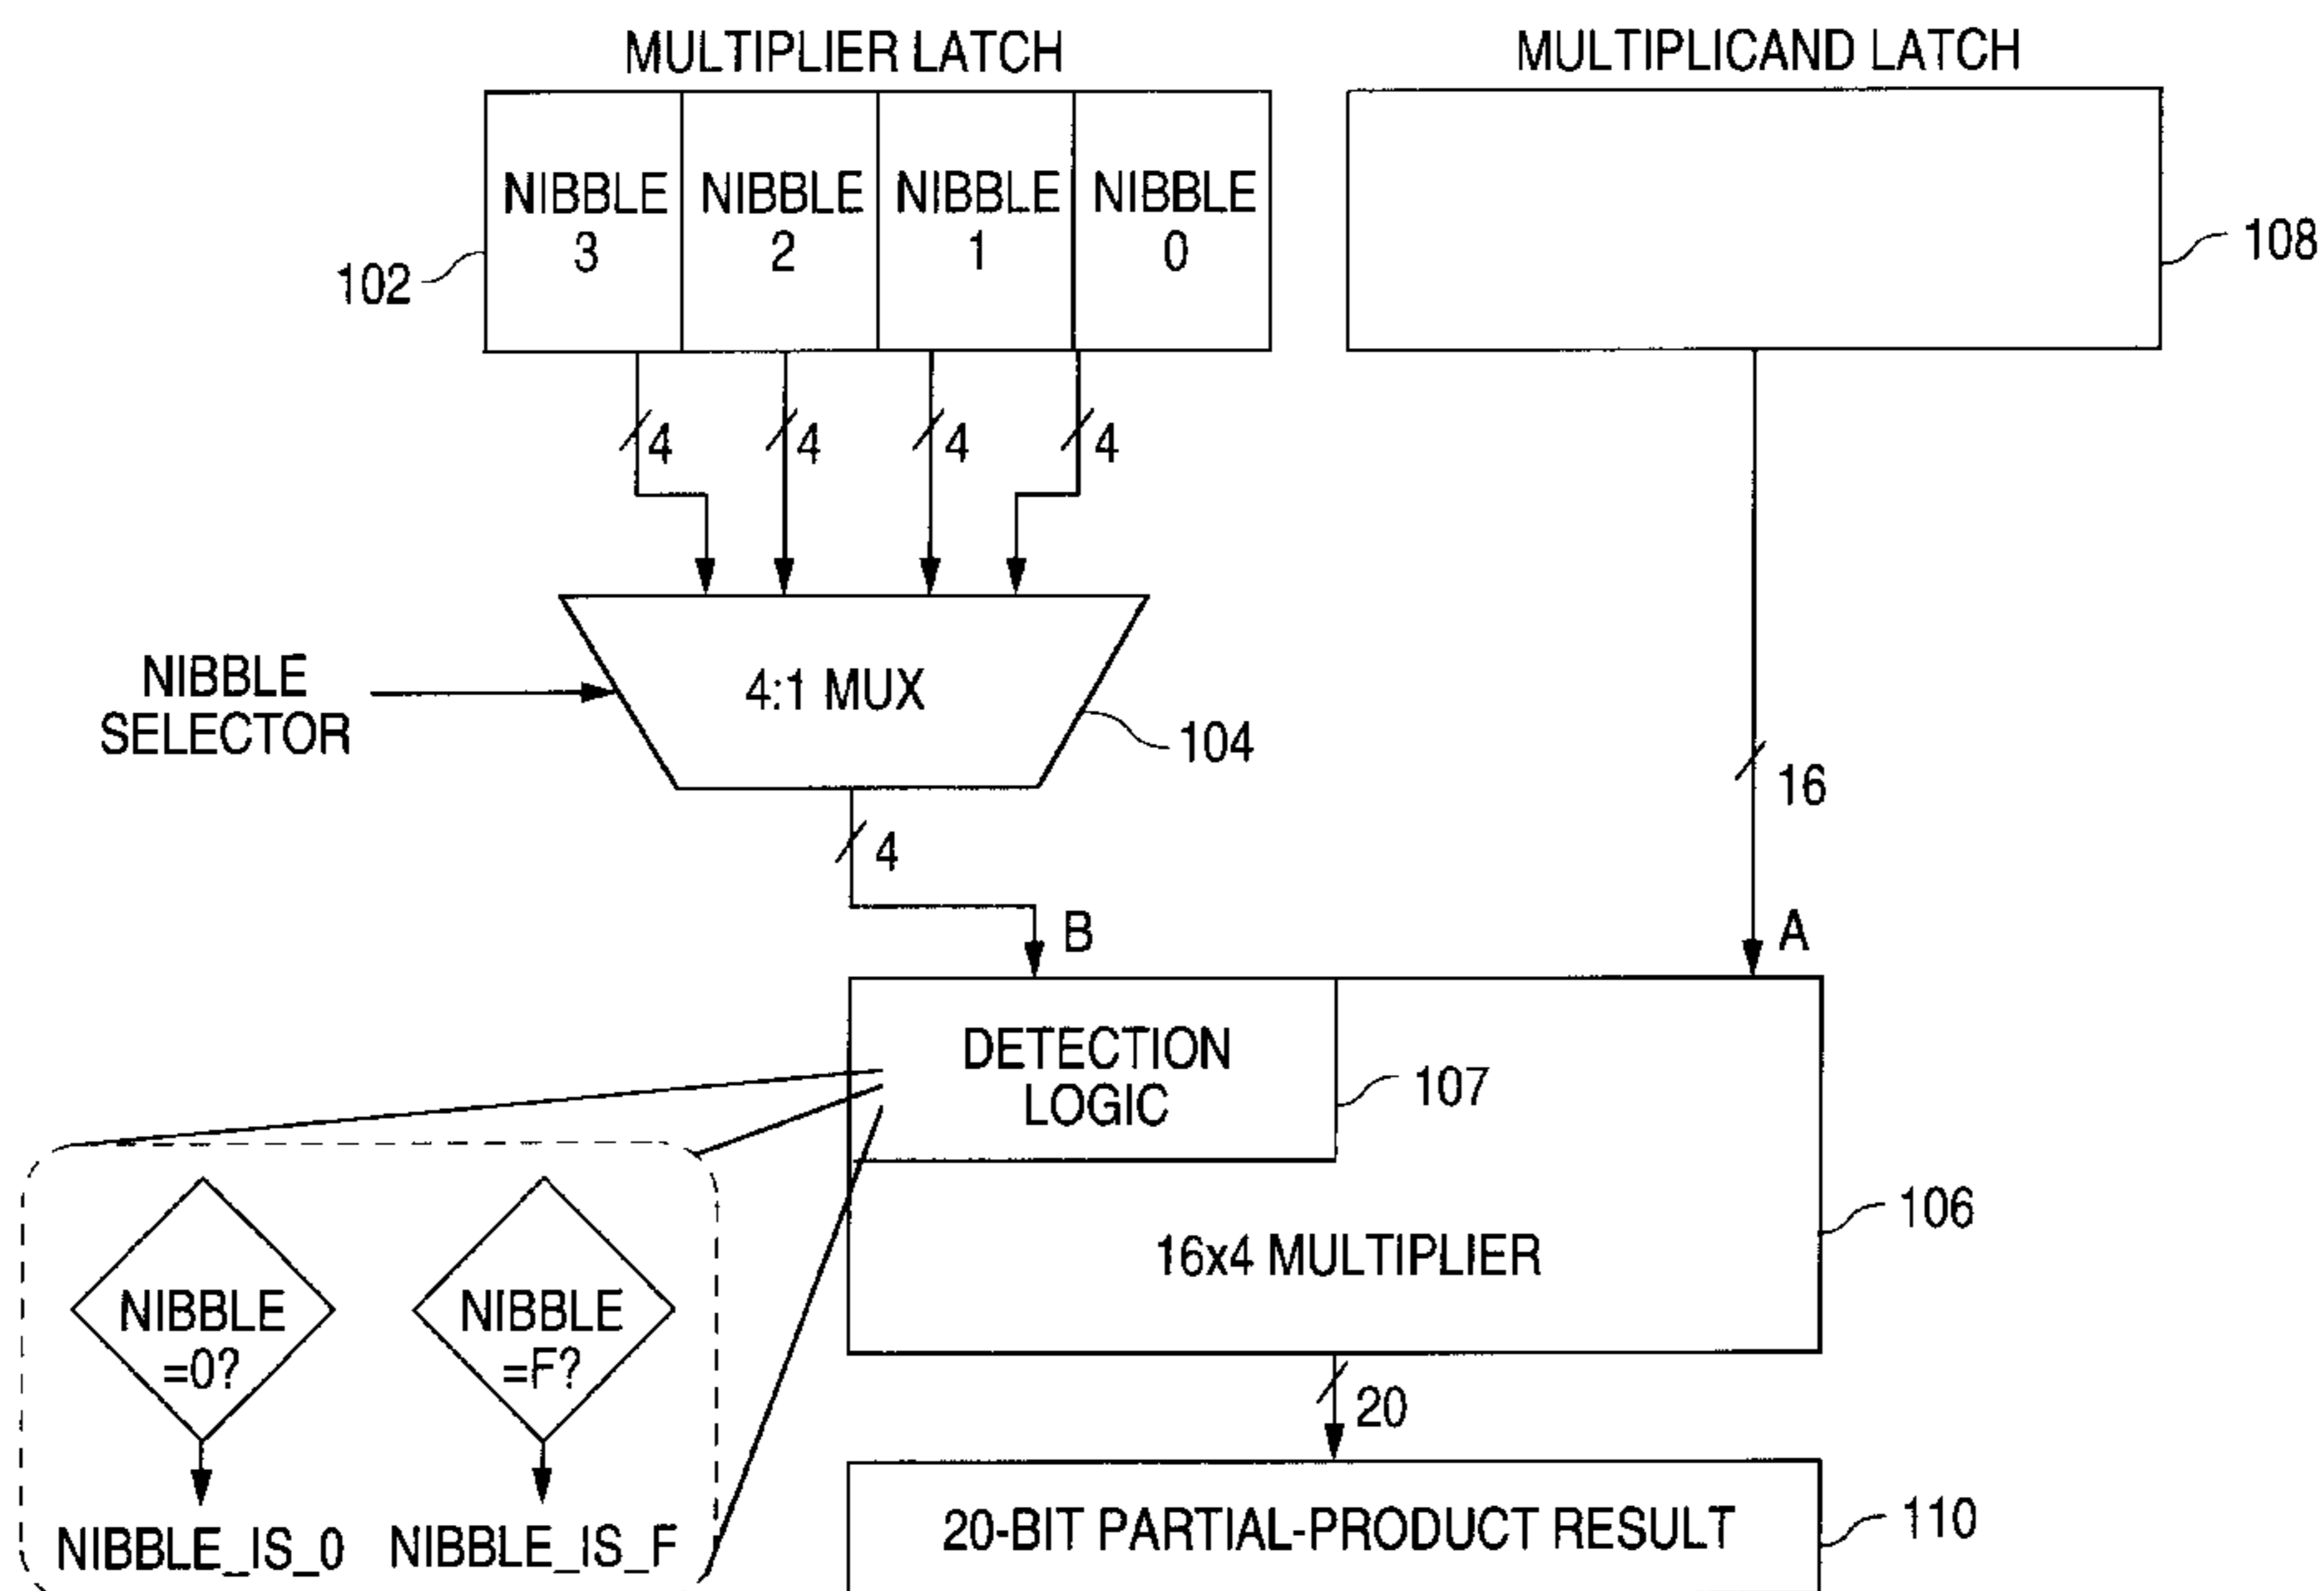 MULTIPLIER LATCH
MULTIPLICAND LATCH
NIBBLE
3
NIBBLE
2
NIBBLE
1
NIBBLE
0
102
108
4
4
4
4
NIBBLE
SELECTOR
4:1 MUX
104
16
4
B
A
DETECTION
LOGIC
107
106
16x4 MULTIPLIER
NIBBLE
=0?
NIBBLE
=F?
20
NIBBLE_IS_0
NIBBLE_IS_F
20-BIT PARTIAL-PRODUCT RESULT
110